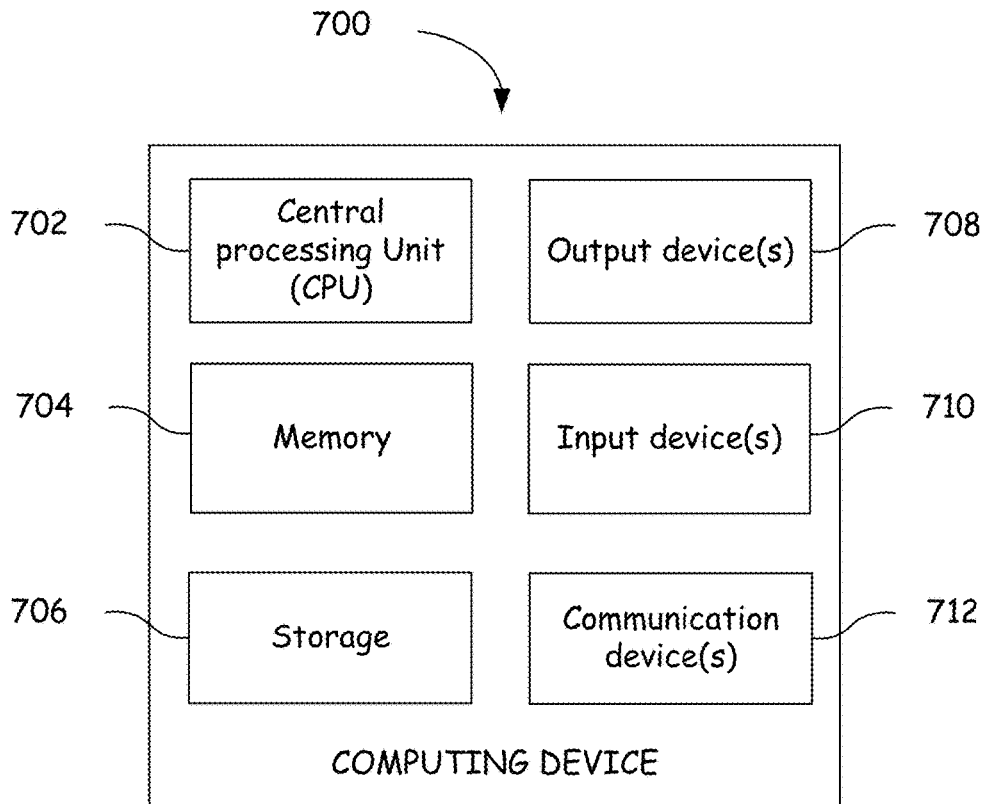 700
702
Central
processing Unit
(CPU)
Output device(s)
708
704
Memory
Input device(s)
710
706
Storage
Communication
device(s)
712
COMPUTING DEVICE